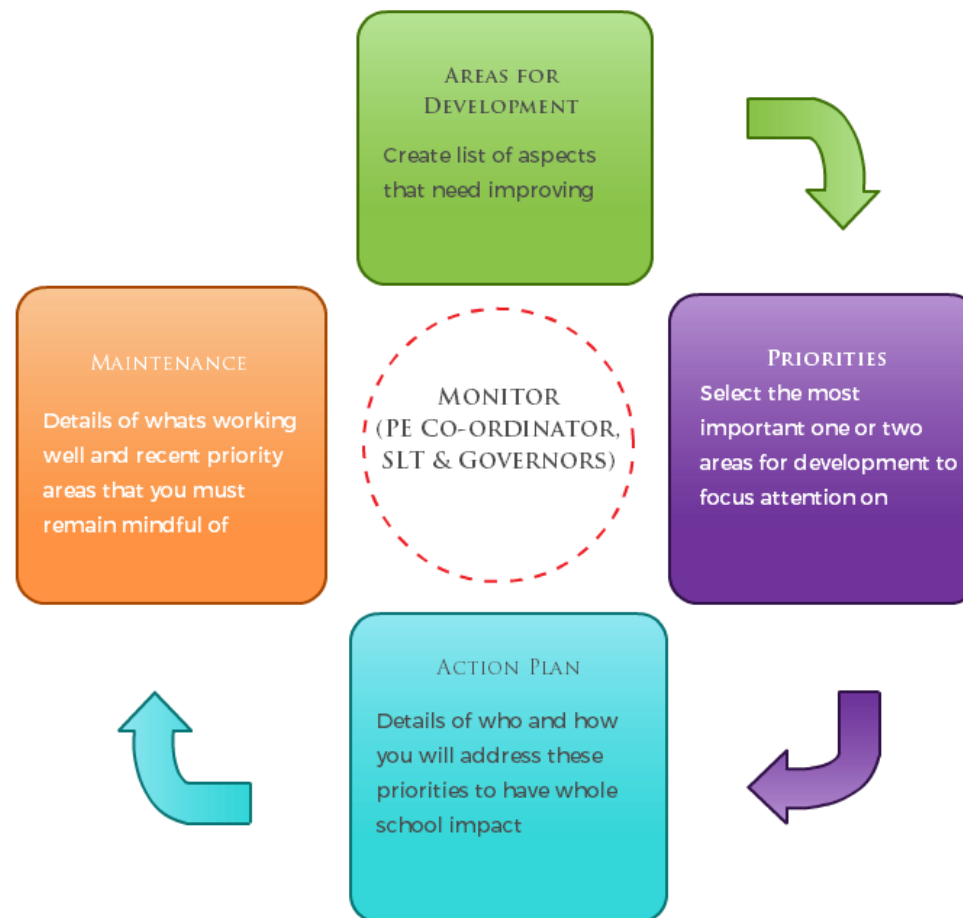 AREAS FOR
DEVELOPMENT
Create list of aspects
that need improving
PRIORITIES
Select the most
important one or two
areas for development to
focus attention on
ACTION PLAN
Details of who and how
you will address these
priorities to have whole
school impact
MAINTENANCE
Details of whats working
well and recent priority
areas that you must
remain mindful of
MONITOR
(PE CO-ORDINATOR,
SLT & GOVERNORS)